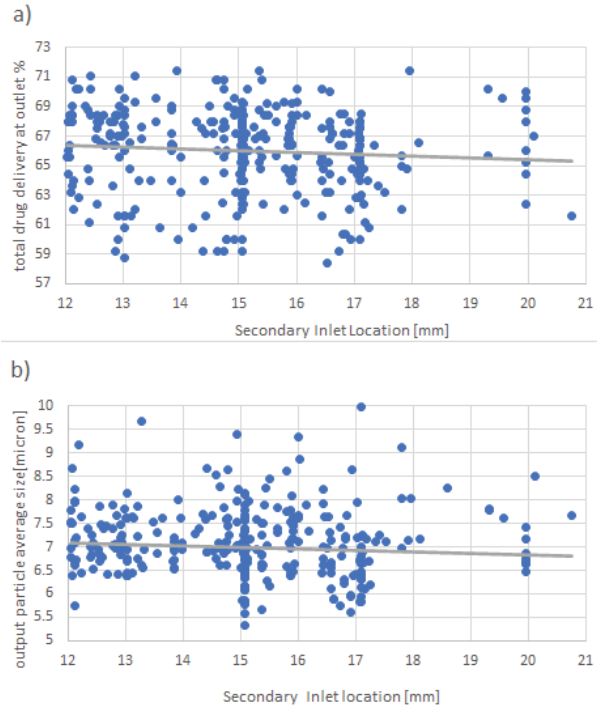 a)
total drug delivery at outlet %
73
71
69
67
65
63
61
59
57
12 13 14 15 16 17 18 19 20 21
Secondary Inlet Location [mm]
b)
output particle average size[micron]
10
9.5
9
8.5
8
7.5
7
6.5
6
5.5
5
12 13 14 15 16 17 18 19 20 21
Secondary Inlet location [mm]